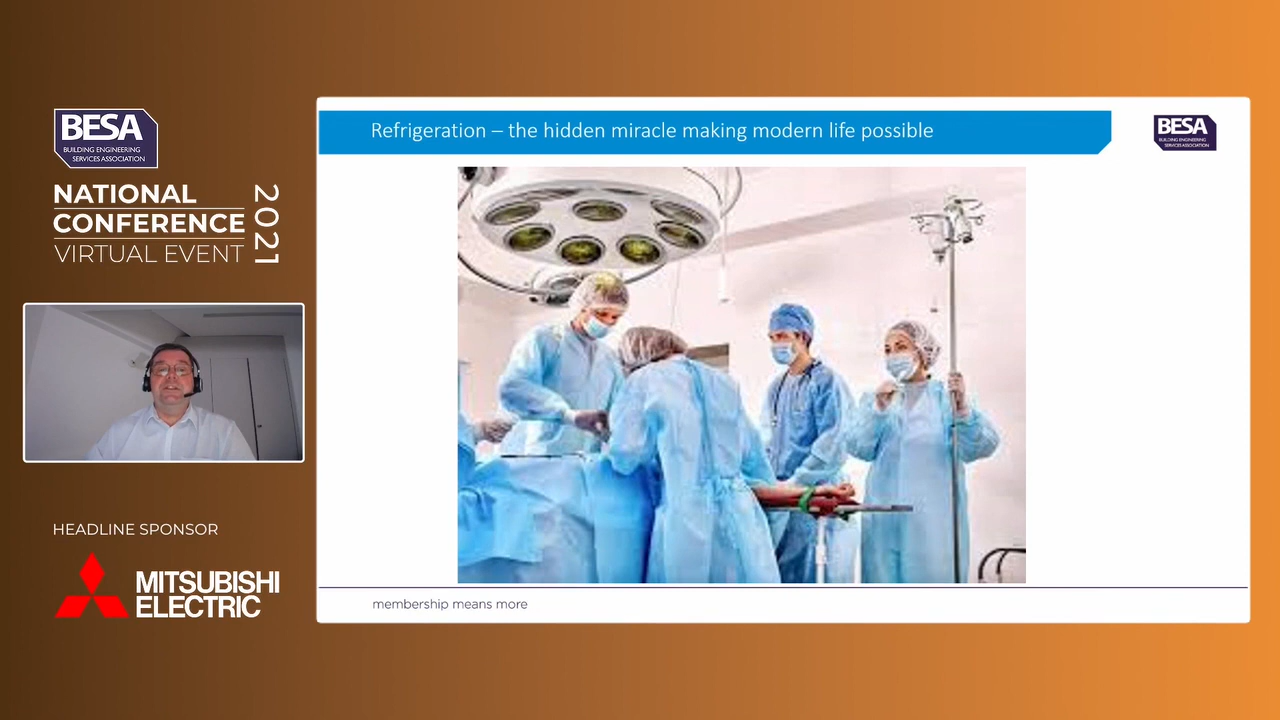 BESA
BUILDING ENGINEERING
SERVICES ASSOCIATION
NATIONAL
CONFERENCE
VIRTUAL EVENT
2021
HEADLINE SPONSOR
MITSUBISHI
ELECTRIC
Refrigeration – the hidden miracle making modern life possible
BESA
BUILDING ENGINEERING
SERVICES ASSOCIATION
membership means more